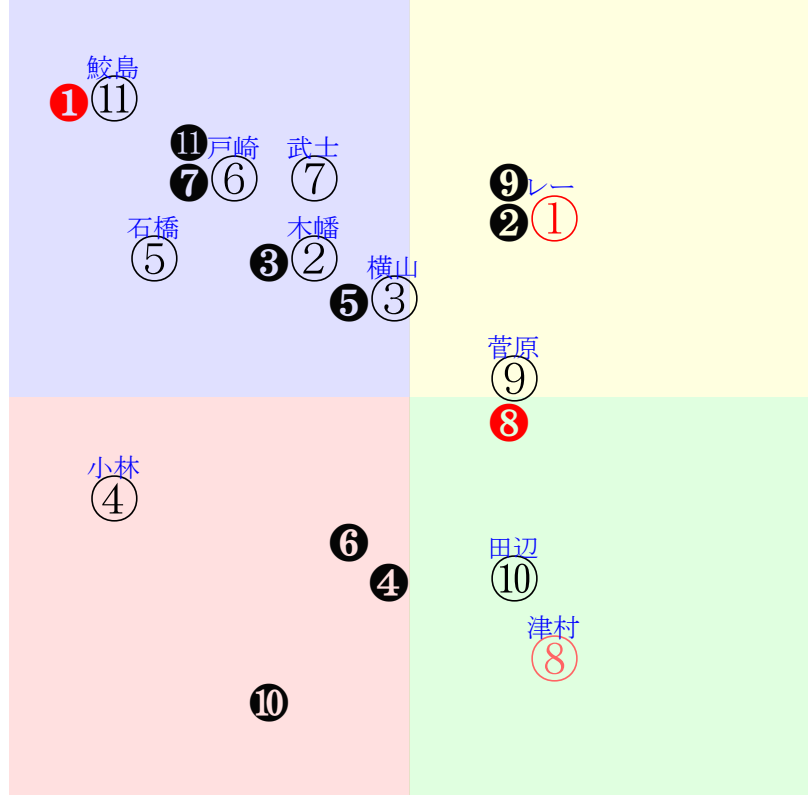 鮫島
❶⑪
⓫戸崎 武士
❼⑥ ⑦
❾レー
❷①
石橋 木幡
⑤ ❸②
横山
❺③
菅原
⑨
❽
小林
④
❻
❹
田辺
⑩
津村
⑧
❿